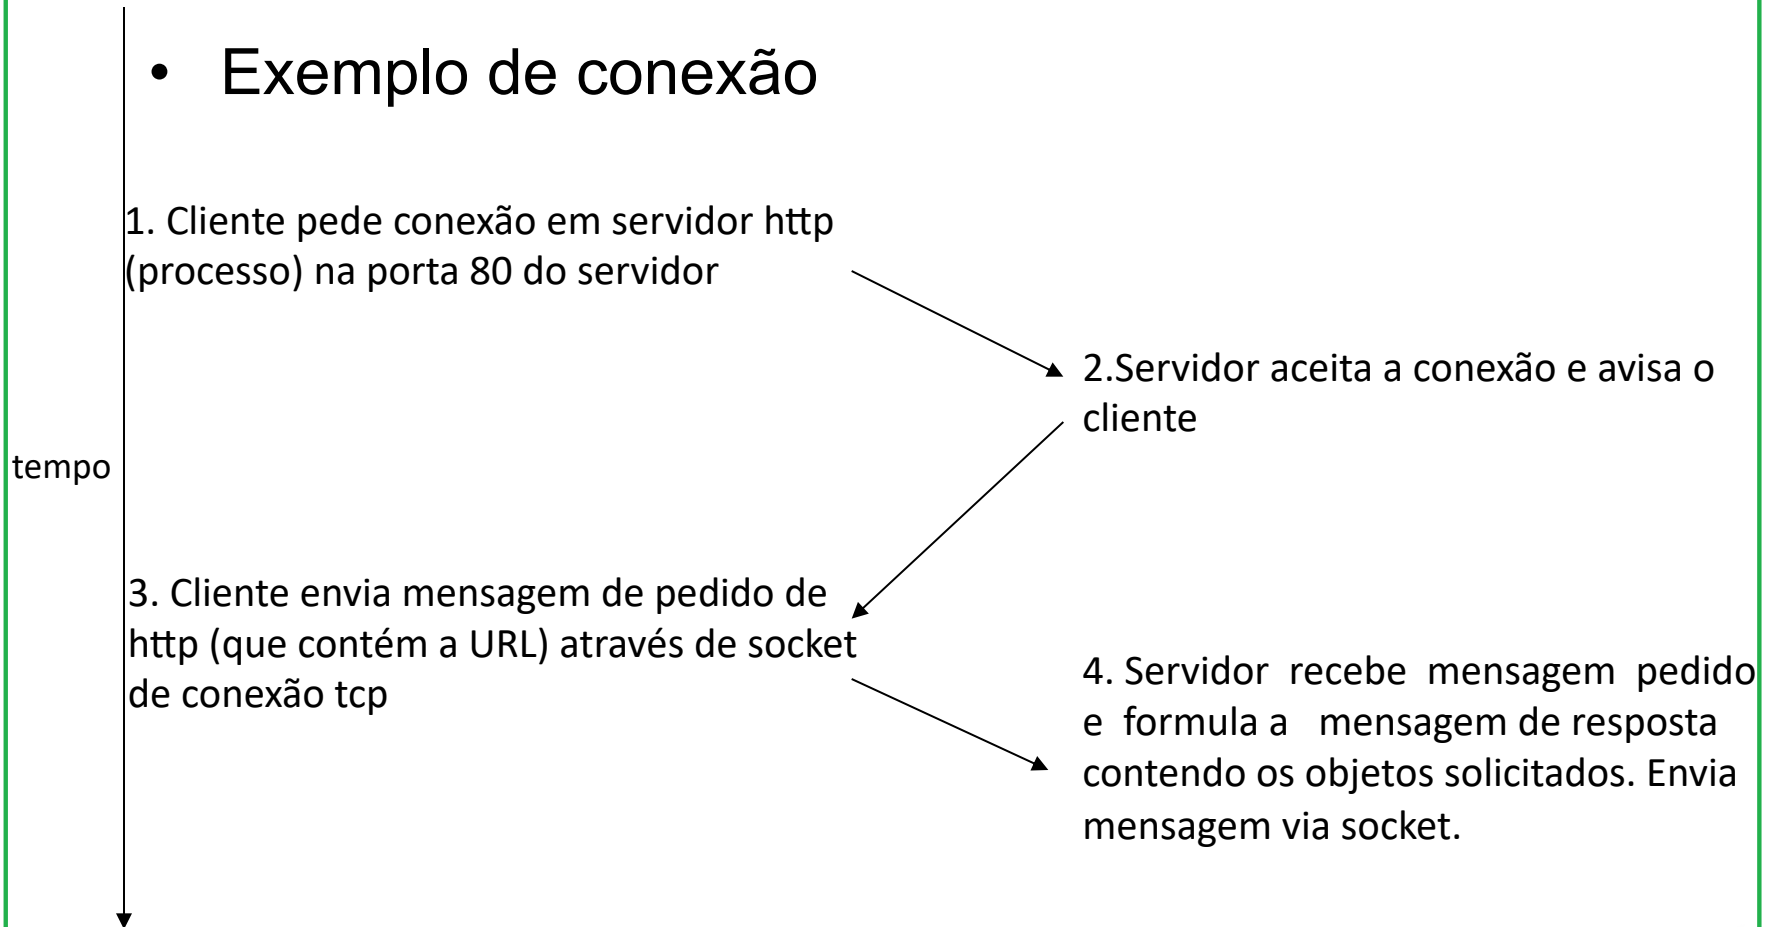 • Exemplo de conexão
1. Cliente pede conexão em servidor http
(processo) na porta 80 do servidor
2.Servidor aceita a conexão e avisa o
cliente
tempo
3. Cliente envia mensagem de pedido de
http (que contém a URL) através de socket
de conexão tcp
4. Servidor recebe mensagem pedido
e formula a mensagem de resposta
contendo os objetos solicitados. Envia
mensagem via socket.